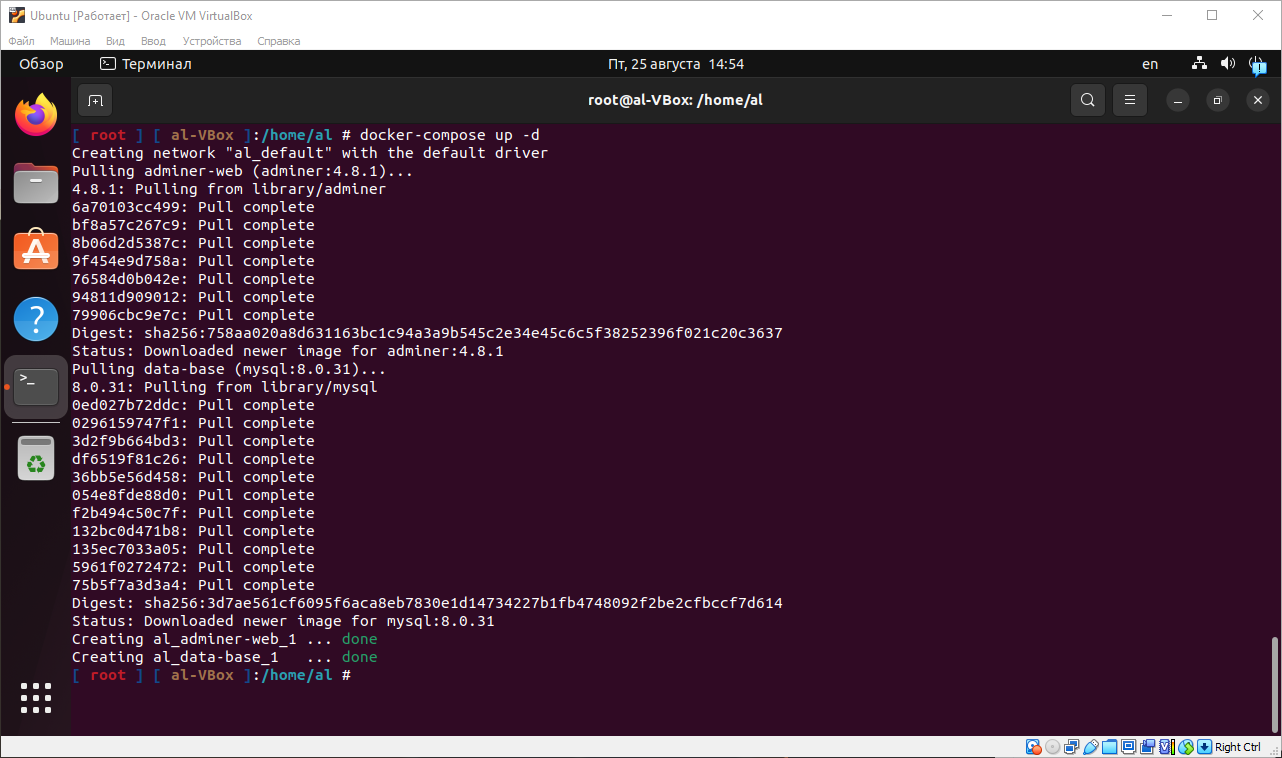 Ubuntu [Работает] - Oracle VM VirtualBox
Файл Машина Вид Ввод Устройства Справка
Обзор Терминал Пт, 25 августа 14:54 en
root@al-VBox: /home/al
[ root ] [ al-VBox ]:/home/al # docker-compose up -d
Creating network "al_default" with the default driver
Pulling adminer-web (adminer:4.8.1)...
4.8.1: Pulling from library/adminer
6a70103cc499: Pull complete
bf8a57c267c9: Pull complete
8b06d2d5387c: Pull complete
9f454e9d758a: Pull complete
76584d0b042e: Pull complete
94811d909012: Pull complete
79906cbc9e7c: Pull complete
Digest: sha256:758aa020a8d631163bc1c94a3a9b545c2e34e45c6c5f38252396f021c20c3637
Status: Downloaded newer image for adminer:4.8.1
Pulling data-base (mysql:8.0.31)...
8.0.31: Pulling from library/mysql
0ed027b72ddc: Pull complete
0296159747f1: Pull complete
3d2f9b664bd3: Pull complete
df6519f81c26: Pull complete
36bb5e56d458: Pull complete
054e8fde88d0: Pull complete
f2b494c50c7f: Pull complete
132bc0d471b8: Pull complete
135ec7033a05: Pull complete
5961f0272472: Pull complete
75b5f7a3d3a4: Pull complete
Digest: sha256:3d7ae561cf6095f6aca8eb7830e1d14734227b1fb4748092f2be2cfbccf7d614
Status: Downloaded newer image for mysql:8.0.31
Creating al_adminer-web_1 ... done
Creating al_data-base_1   ... done
[ root ] [ al-VBox ]:/home/al #
Right Ctrl